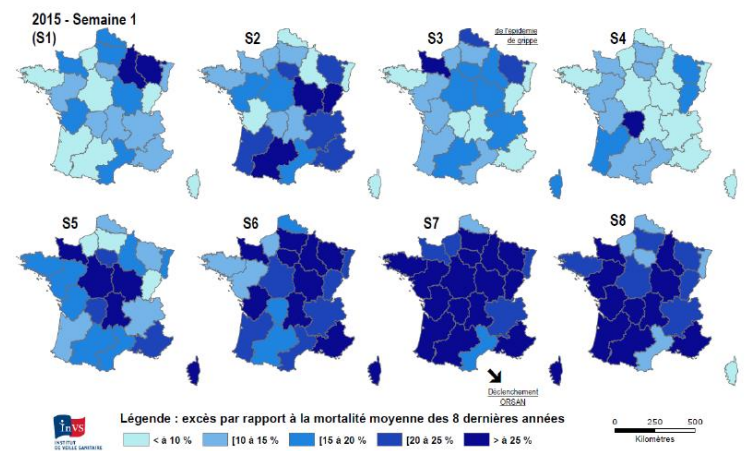 2015 - Semaine 1
(S1)
S2
S3
de l'epidémie
de grippe
S4
S5
S6
S7
S8
Déclenchement
ORSAN
InVS
INSTITUT
DE VEILLE SANITAIRE
Légende : excès par rapport à la mortalité moyenne des 8 dernières années
< à 10 %
[10 à 15 %
[15 à 20 %
[20 à 25 %
> à 25 %
0 250 500
Kilomètres